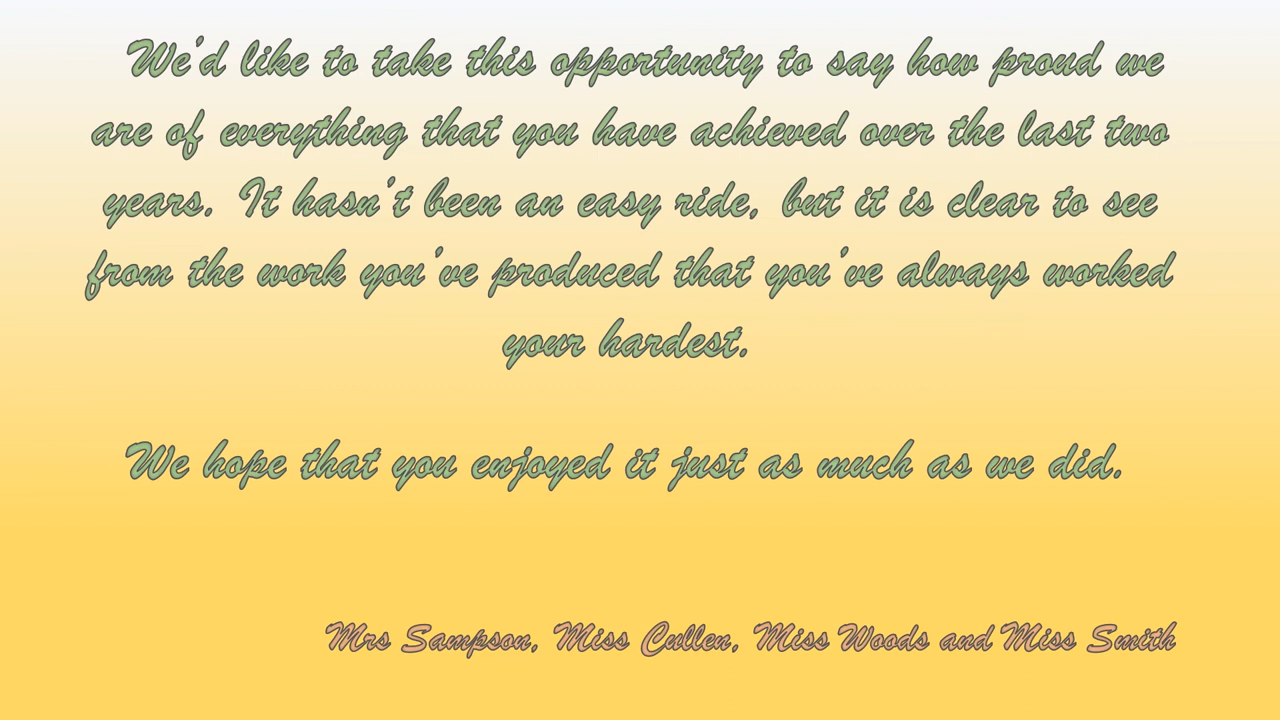 We'd like to take this opportunity to say how proud we
are of everything that you have achieved over the last two
years.  It hasn't been an easy ride,  but it is clear to see
from the work you've produced that you've always worked
your hardest.
We hope that you enjoyed it just as much as we did.
Mrs Sampson, Miss Cullen, Miss Woods and Miss Smith